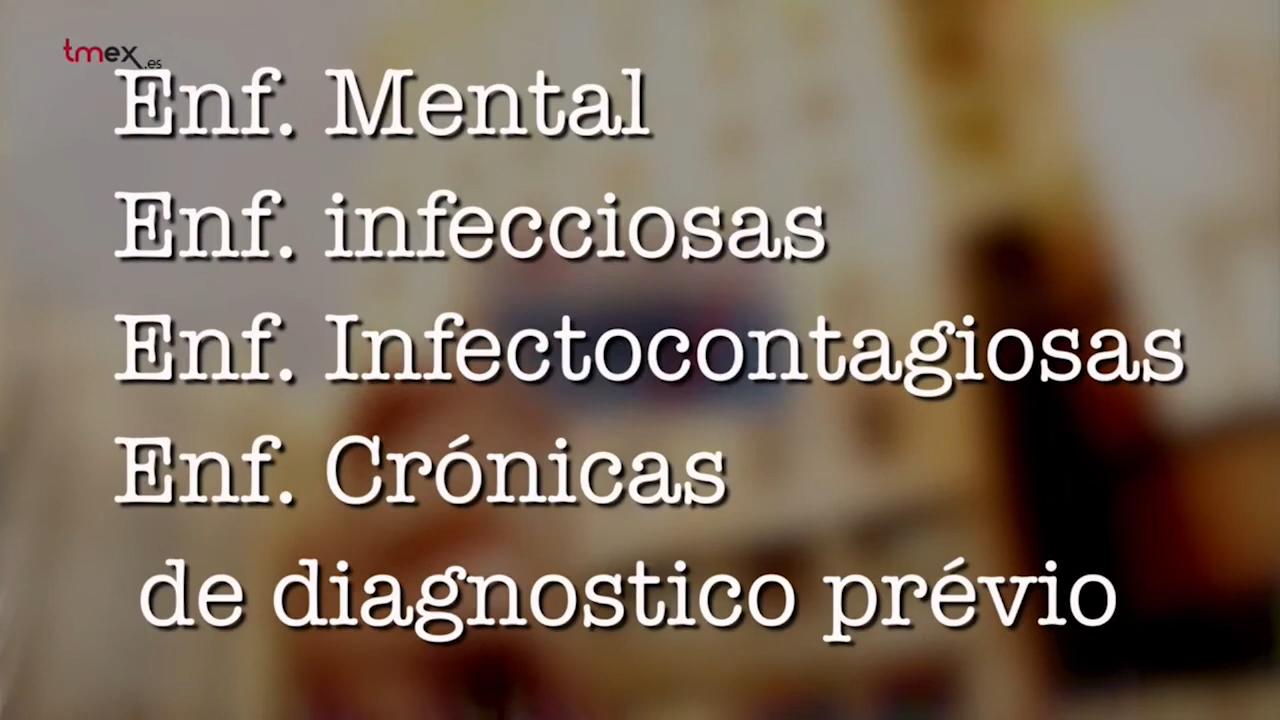 tmex.es
Enf. Mental
Enf. infecciosas
Enf. Infectocontagiosas
Enf. Crónicas
de diagnostico prévio